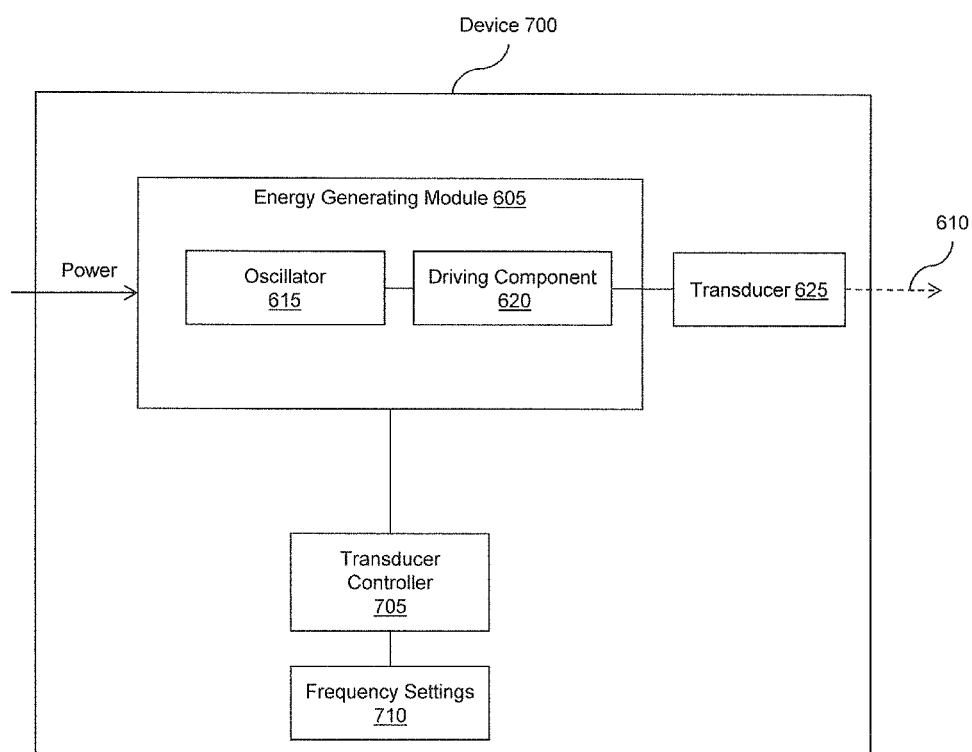 Device 700
Energy Generating Module 605
610
Power
Oscillator
615
Driving Component
620
Transducer 625
Transducer
Controller
705
Frequency Settings
710